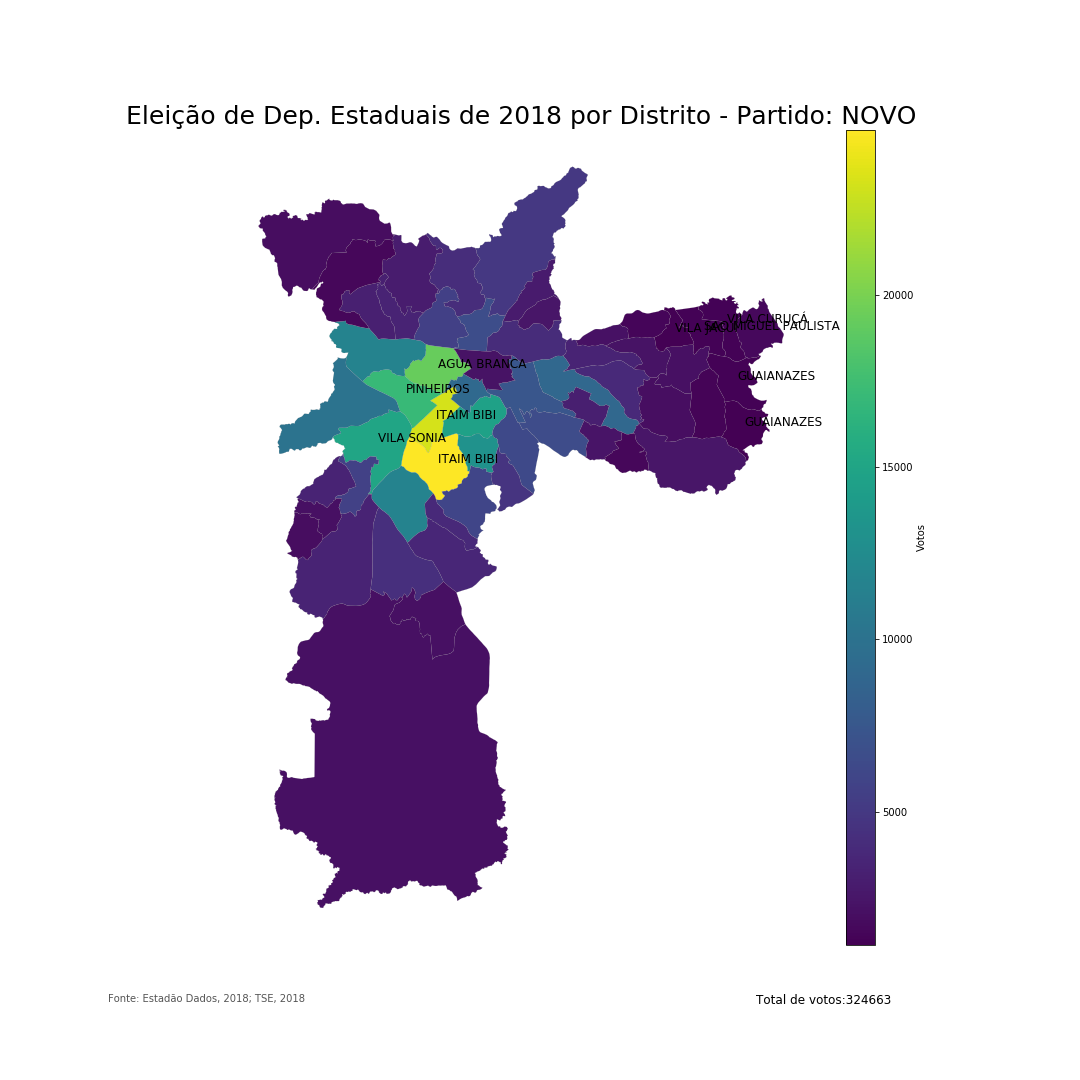 Eleição de Dep. Estaduais de 2018 por Distrito - Partido: NOVO
20000
15000
10000
5000
Votos
VILA CURUÇÁ
SÃO MIGUEL PAULISTA
AGUA BRANCA
GUAIANAZES
PINHEIROS
ITAIM BIBI
GUAIANAZES
VILA SONIA
ITAIM BIBI
Fonte: Estadão Dados, 2018; TSE, 2018
Total de votos:324663